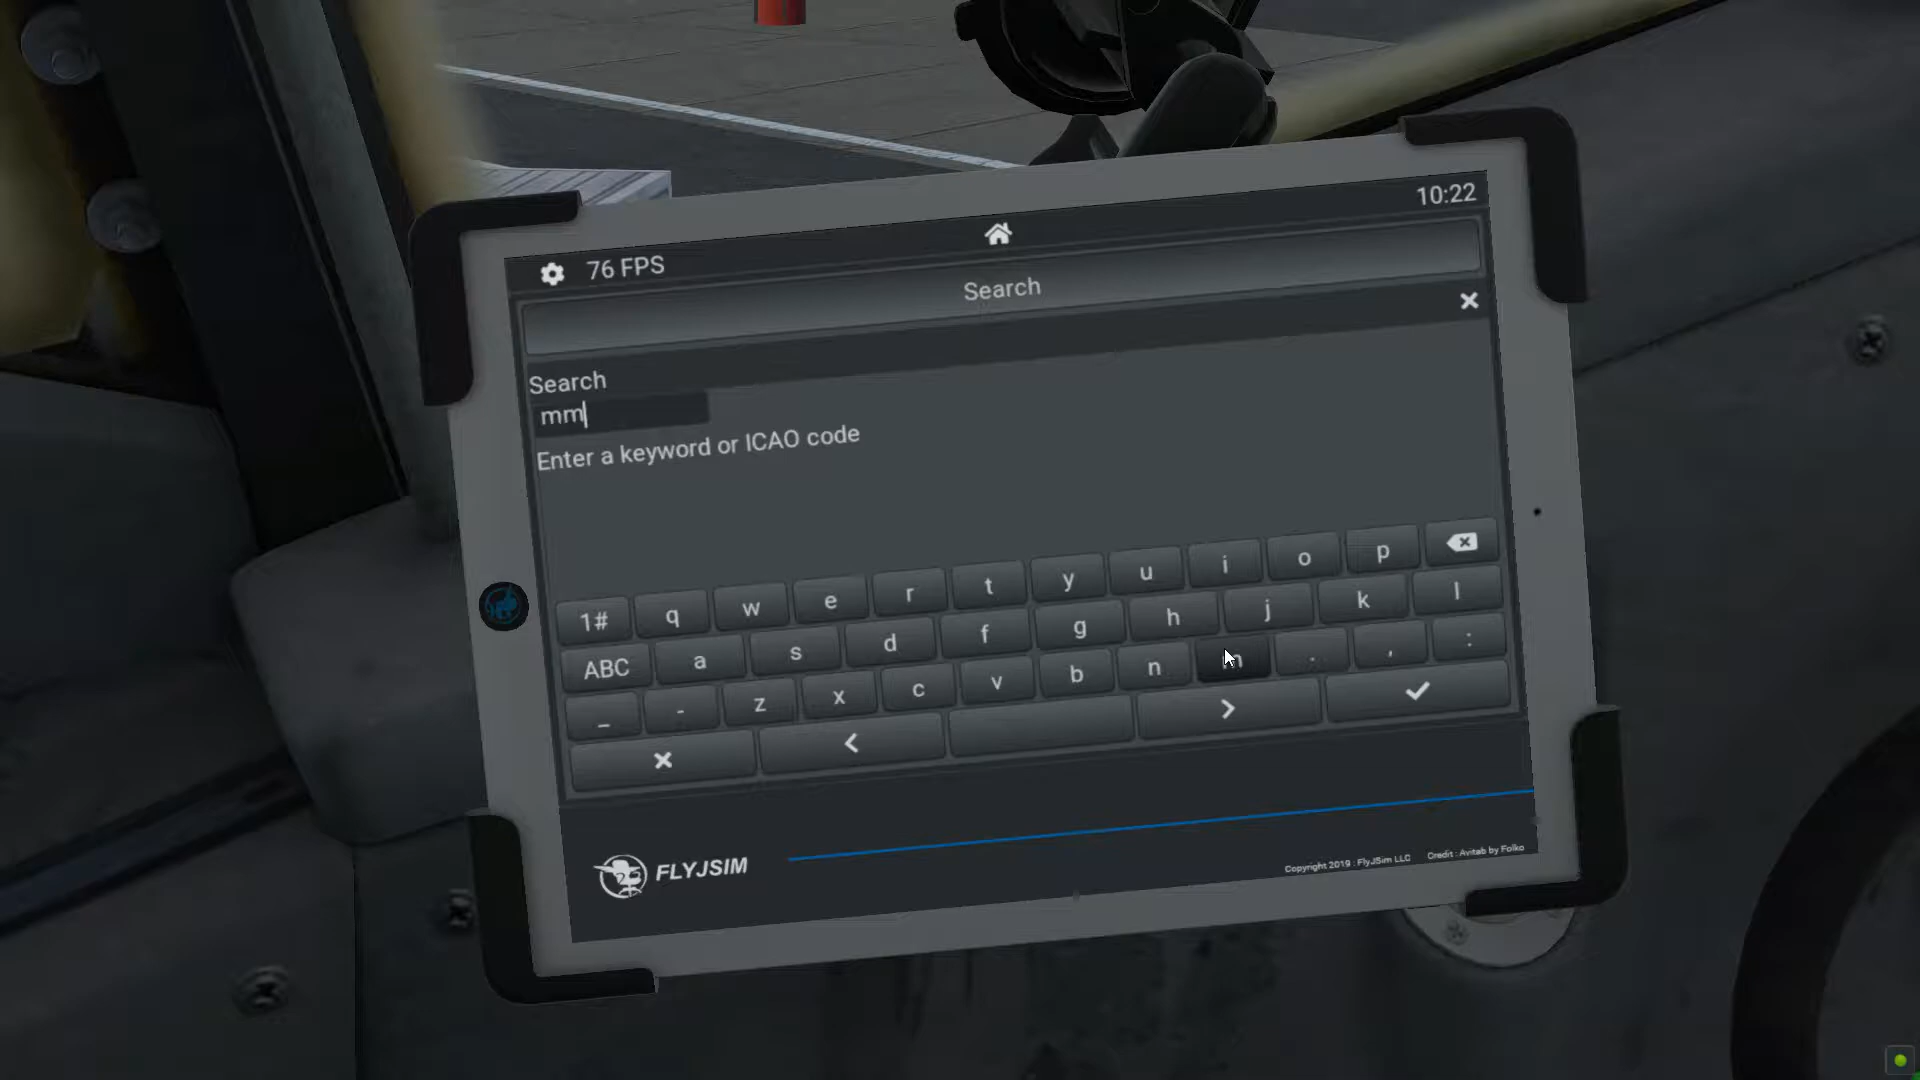 10:22
76 FPS
Search
Search
mm
Enter a keyword or ICAO code
1# q w e r t y u i o p
ABC a s d f g h j k l
_ - z x c v b n m . , :
< >
FLYJSIM
Copyright 2019 : FlyJSim LLC Credit : Avitab by Folko